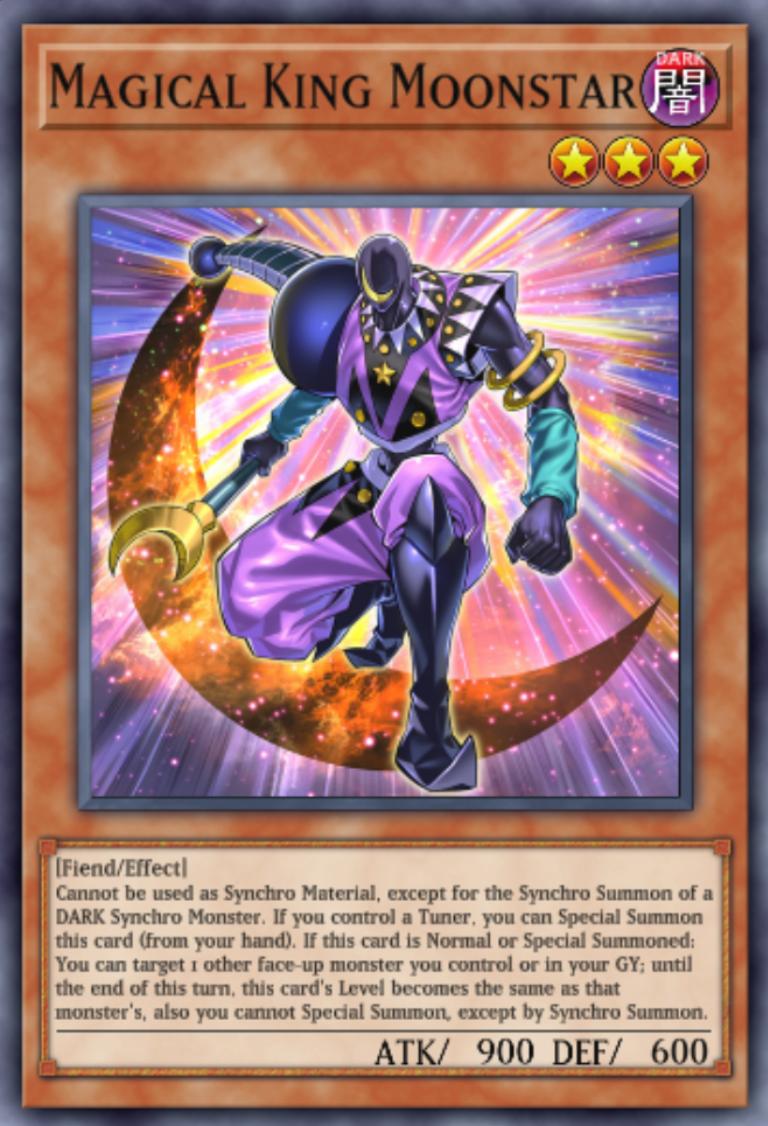 Magical King Moonstar
DARK
闇
[Fiend/Effect]
Cannot be used as Synchro Material, except for the Synchro Summon of a
DARK Synchro Monster. If you control a Tuner, you can Special Summon
this card (from your hand). If this card is Normal or Special Summoned:
You can target 1 other face-up monster you control or in your GY; until
the end of this turn, this card's Level becomes the same as that
monster's, also you cannot Special Summon, except by Synchro Summon.
ATK/ 900 DEF/ 600